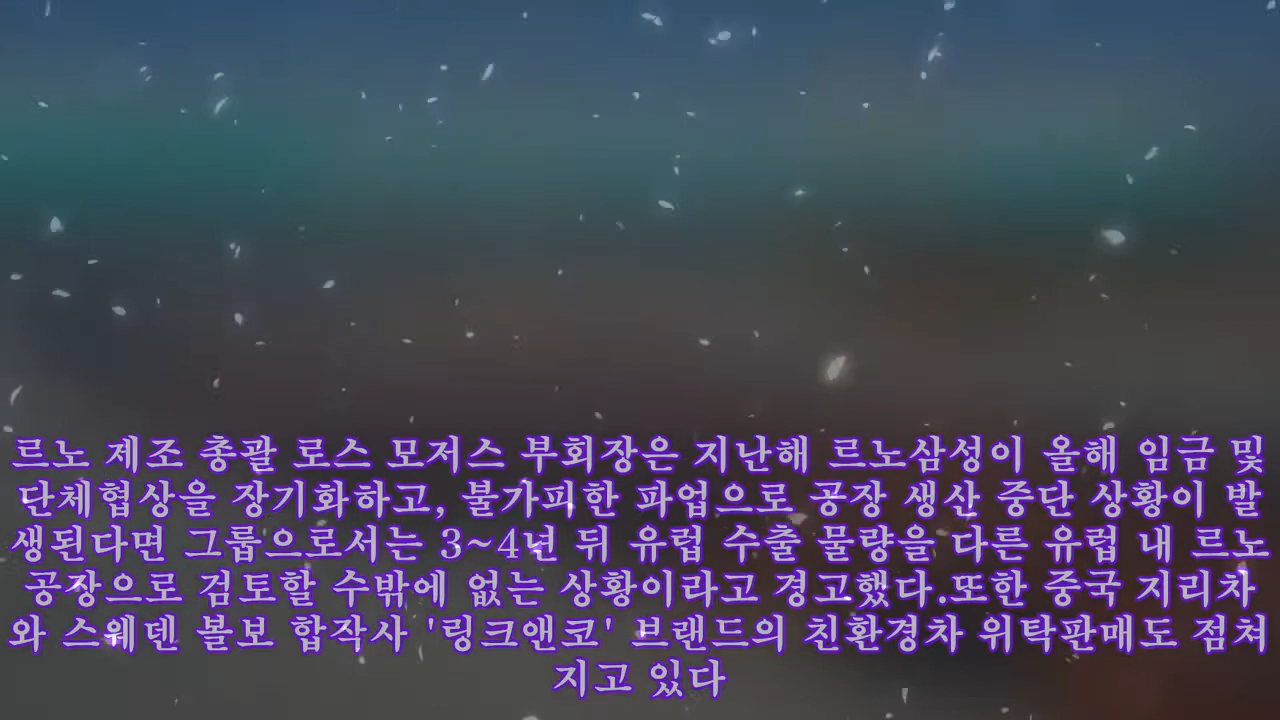 르노 제조 총괄 로스 모저스 부회장은 지난해 르노삼성이 올해 임금 및
단체협상을 장기화하고, 불가피한 파업으로 공장 생산 중단 상황이 발
생된다면 그룹으로서는 3~4년 뒤 유럽 수출 물량을 다른 유럽 내 르노
공장으로 검토할 수밖에 없는 상황이라고 경고했다.또한 중국 지리차
와 스웨덴 볼보 합작사 '링크앤코' 브랜드의 친환경차 위탁판매도 점쳐
지고 있다